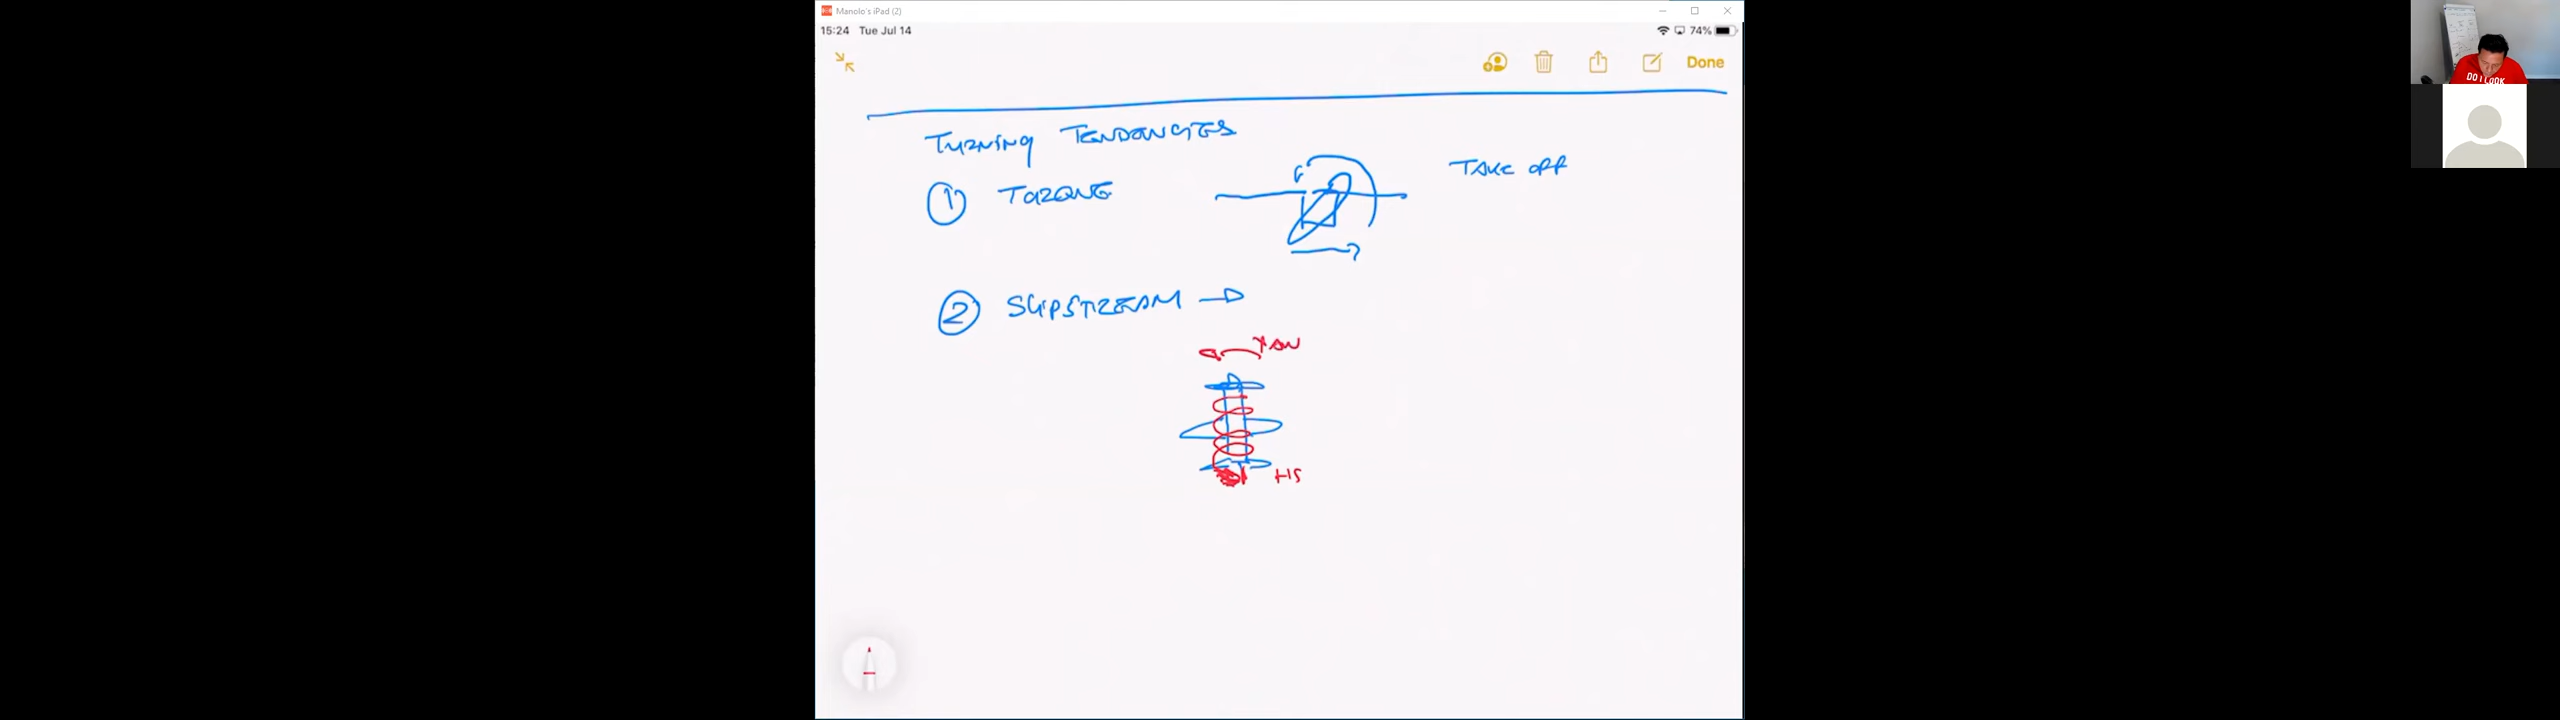 Manolo's iPad (2)
15:24 Tue Jul 14
74%
Done
TURNING TENDANCIES
TAKE OFF
1 TORQUE
2 SLIPSTREAM
YAW
HS
DO I LOOK